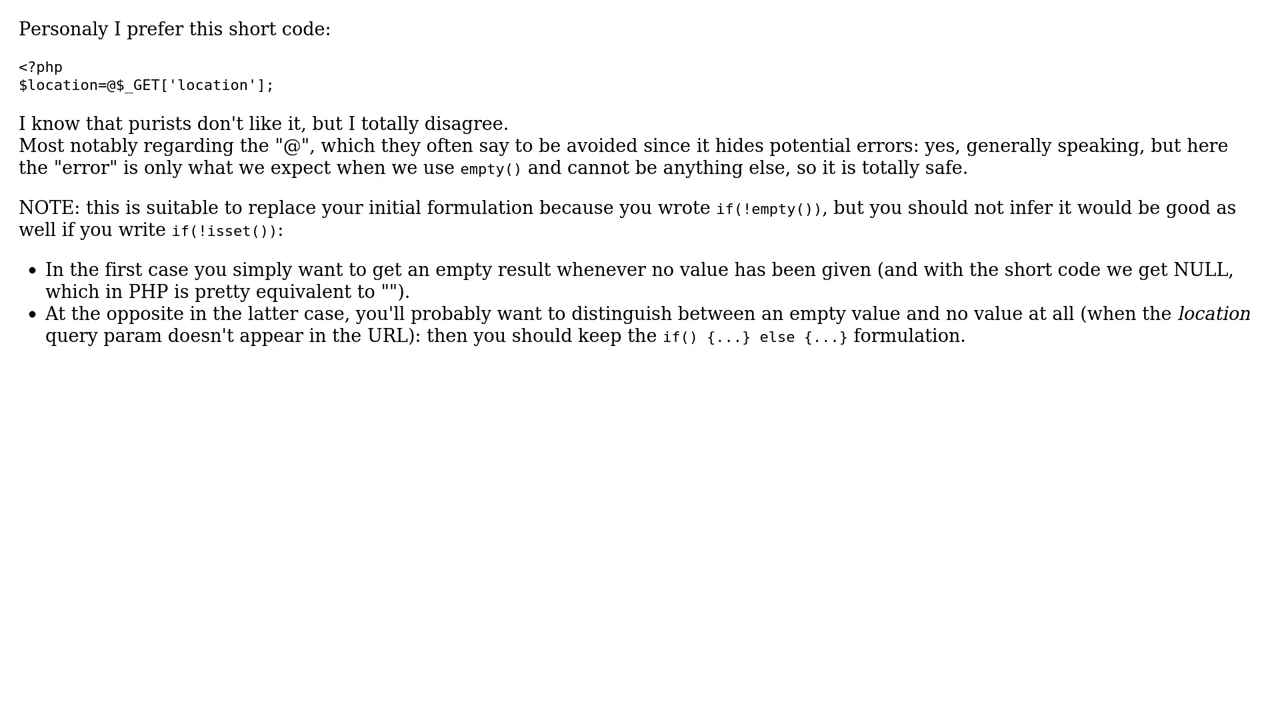 Personaly I prefer this short code:
<?php
$location=@$_GET['location'];
I know that purists don't like it, but I totally disagree.
Most notably regarding the "@", which they often say to be avoided since it hides potential errors: yes, generally speaking, but here
the "error" is only what we expect when we use empty() and cannot be anything else, so it is totally safe.
NOTE: this is suitable to replace your initial formulation because you wrote if(!empty()), but you should not infer it would be good as
well if you write if(!isset()):
• In the first case you simply want to get an empty result whenever no value has been given (and with the short code we get NULL,
which in PHP is pretty equivalent to "").
• At the opposite in the latter case, you'll probably want to distinguish between an empty value and no value at all (when the location
query param doesn't appear in the URL): then you should keep the if() {...} else {...} formulation.